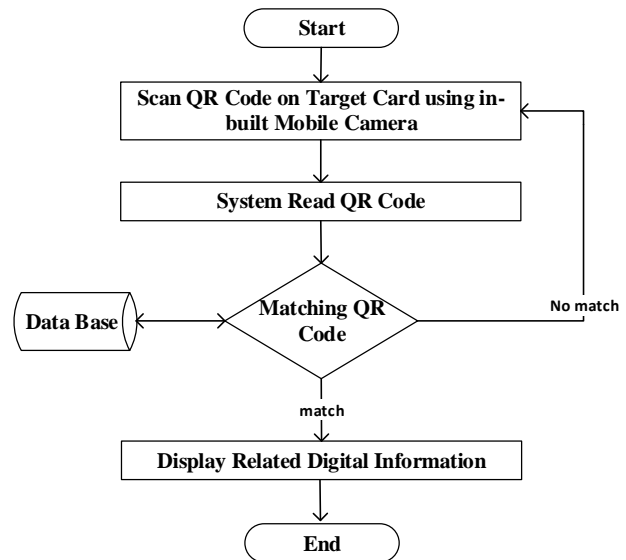 Start
Scan QR Code on Target Card using in-
built Mobile Camera
System Read QR Code
Matching QR
Code
Data Base
No match
match
Display Related Digital Information
End